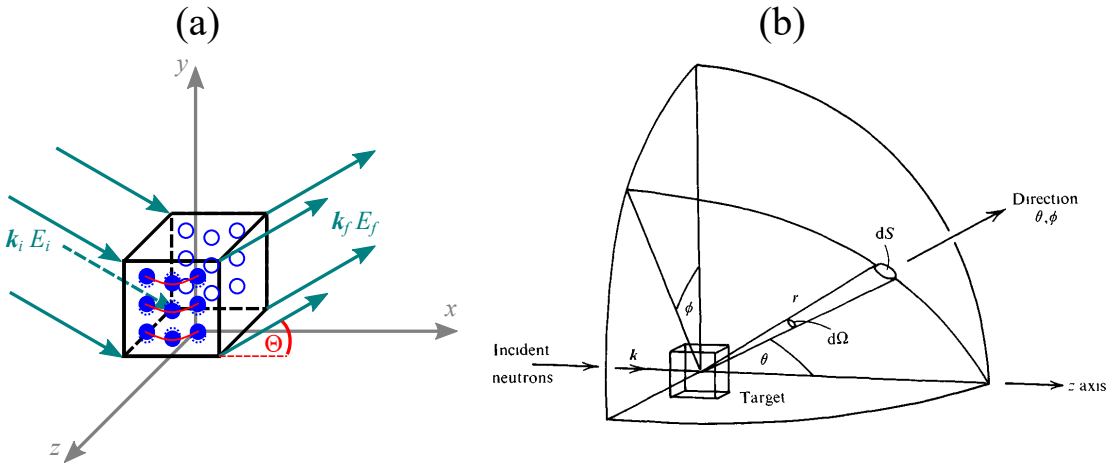 (a)
y
k_i E_i
k_f E_f
x
Θ
z
(b)
Direction
θ,ϕ
dS
r
ϕ
dΩ
θ
k
Incident
neutrons
Target
z axis